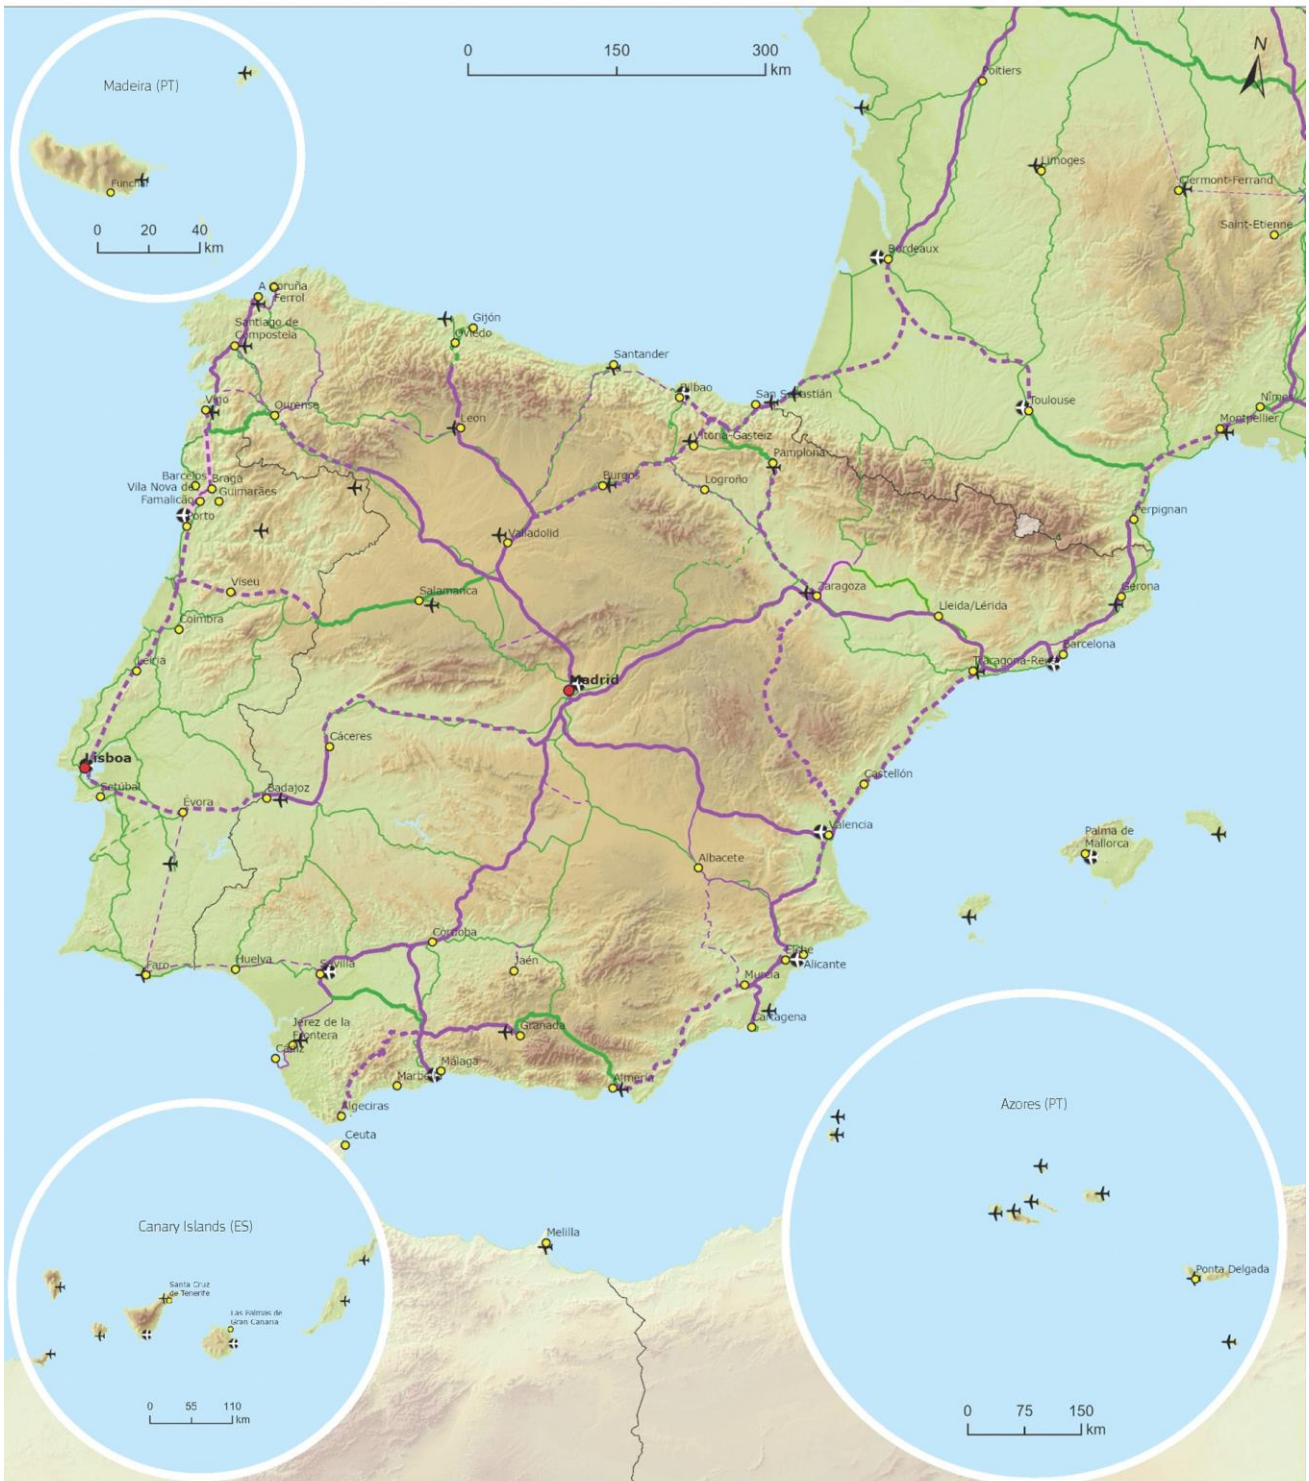 0 150 300
km
N
Madeira (PT)
Funchal
0 20 40
km
Poitiers
Limoges
Clermont-Ferrand
Saint-Etienne
Bordeaux
A Coruña
Ferrol
Santiago de
Compostela
Gijón
Oviedo
Santander
Bilbao
San Sebastián
Toulouse
Nîmes
Montpellier
Vigo
Ourense
Leon
Vitoria-Gasteiz
Pamplona
Burgos
Logroño
Barcelos
Braga
Vila Nova de
Famalicão
Guimarães
Porto
Perpignan
Valladolid
Viseu
Salamanca
Zaragoza
Gerona
Lleida/Lérida
Coimbra
Barcelona
Leiria
Madrid
Cáceres
Lisboa
Setúbal
Badajoz
Évora
Castellón
Valencia
Palma de
Mallorca
Albacete
Córdoba
Elche
Alicante
Faro
Huelva
Sevilla
Jaén
Murcia
Cartagena
Jerez de la
Frontera
Granada
Cádiz
Málaga
Almería
Algeciras
Ceuta
Melilla
Canary Islands (ES)
Santa Cruz
de Tenerife
Las Palmas de
Gran Canaria
0 55 110
km
Azores (PT)
Ponta Delgada
0 75 150
km